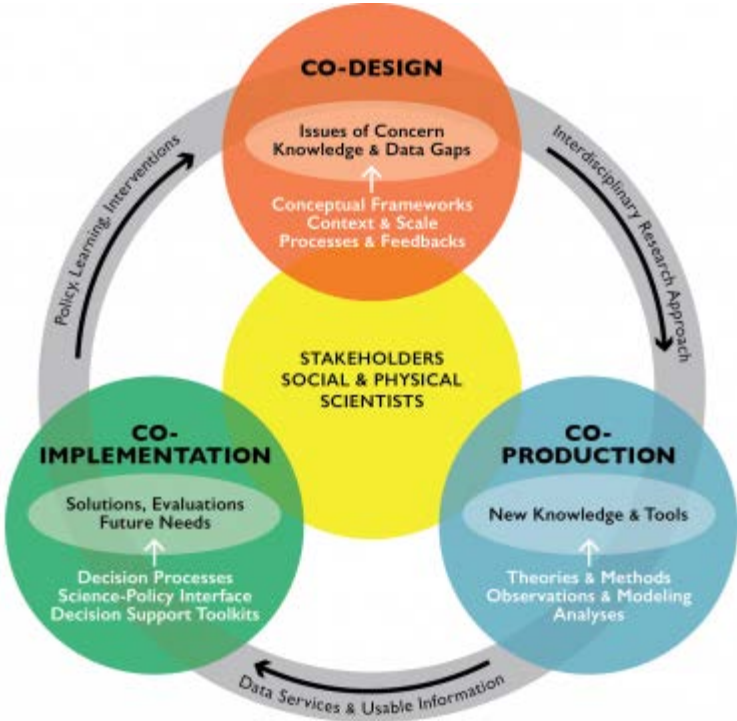 CO-DESIGN
Issues of Concern
Knowledge & Data Gaps
Conceptual Frameworks
Context & Scale
Processes & Feedbacks
Policy, Learning, Interventions
Interdisciplinary Research Approach
STAKEHOLDERS
SOCIAL & PHYSICAL
SCIENTISTS
CO-
IMPLEMENTATION
Solutions, Evaluations
Future Needs
Decision Processes
Science-Policy Interface
Decision Support Toolkits
CO-
PRODUCTION
New Knowledge & Tools
Theories & Methods
Observations & Modeling
Analyses
Data Services & Usable Information